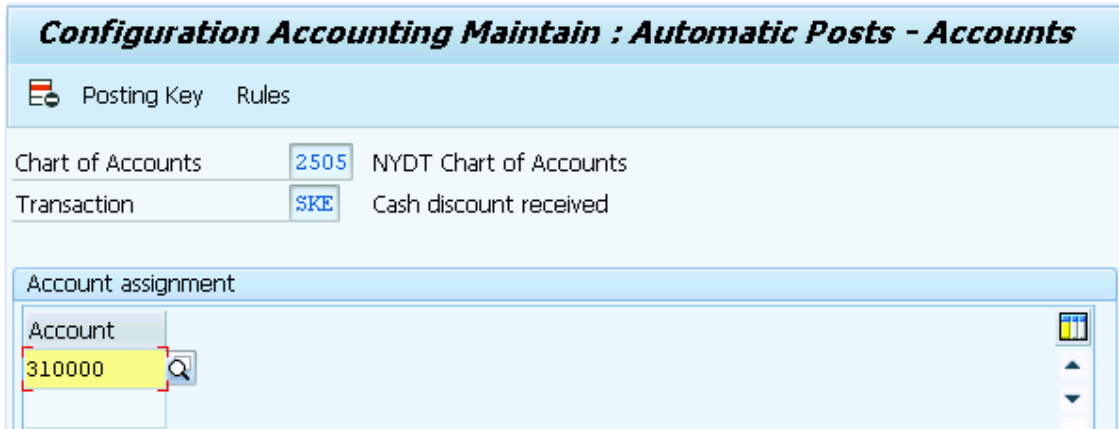 Configuration Accounting Maintain : Automatic Posts - Accounts
Posting Key Rules
Chart of Accounts 2505 NYDT Chart of Accounts
Transaction SKE Cash discount received
Account assignment
Account
310000